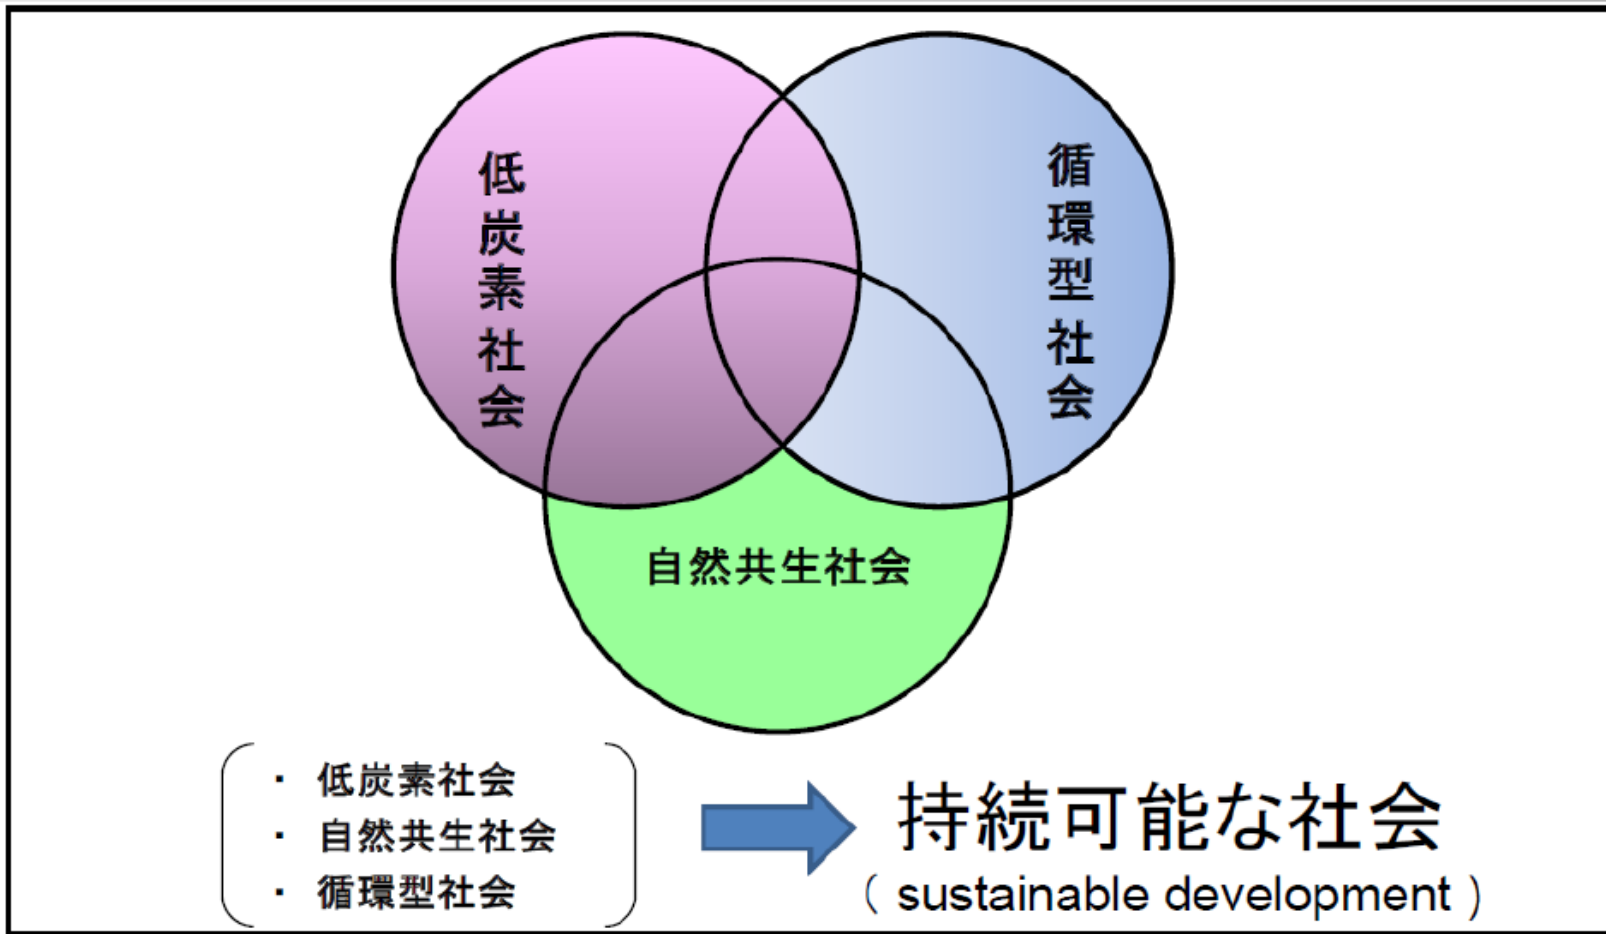 低炭素社会
循環型社会
自然共生社会
・ 低炭素社会
・ 自然共生社会
・ 循環型社会
持続可能な社会
( sustainable development )